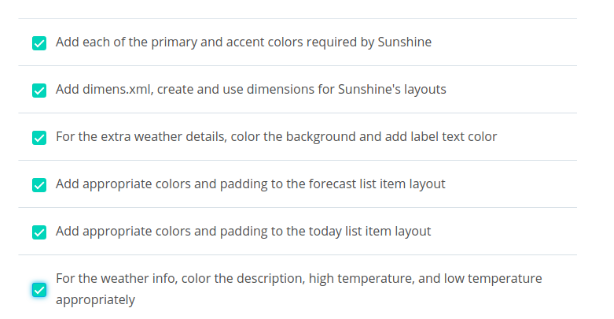 Add each of the primary and accent colors required by Sunshine
Add dimens.xml, create and use dimensions for Sunshine's layouts
For the extra weather details, color the background and add label text color
Add appropriate colors and padding to the forecast list item layout
Add appropriate colors and padding to the today list item layout
For the weather info, color the description, high temperature, and low temperature
appropriately